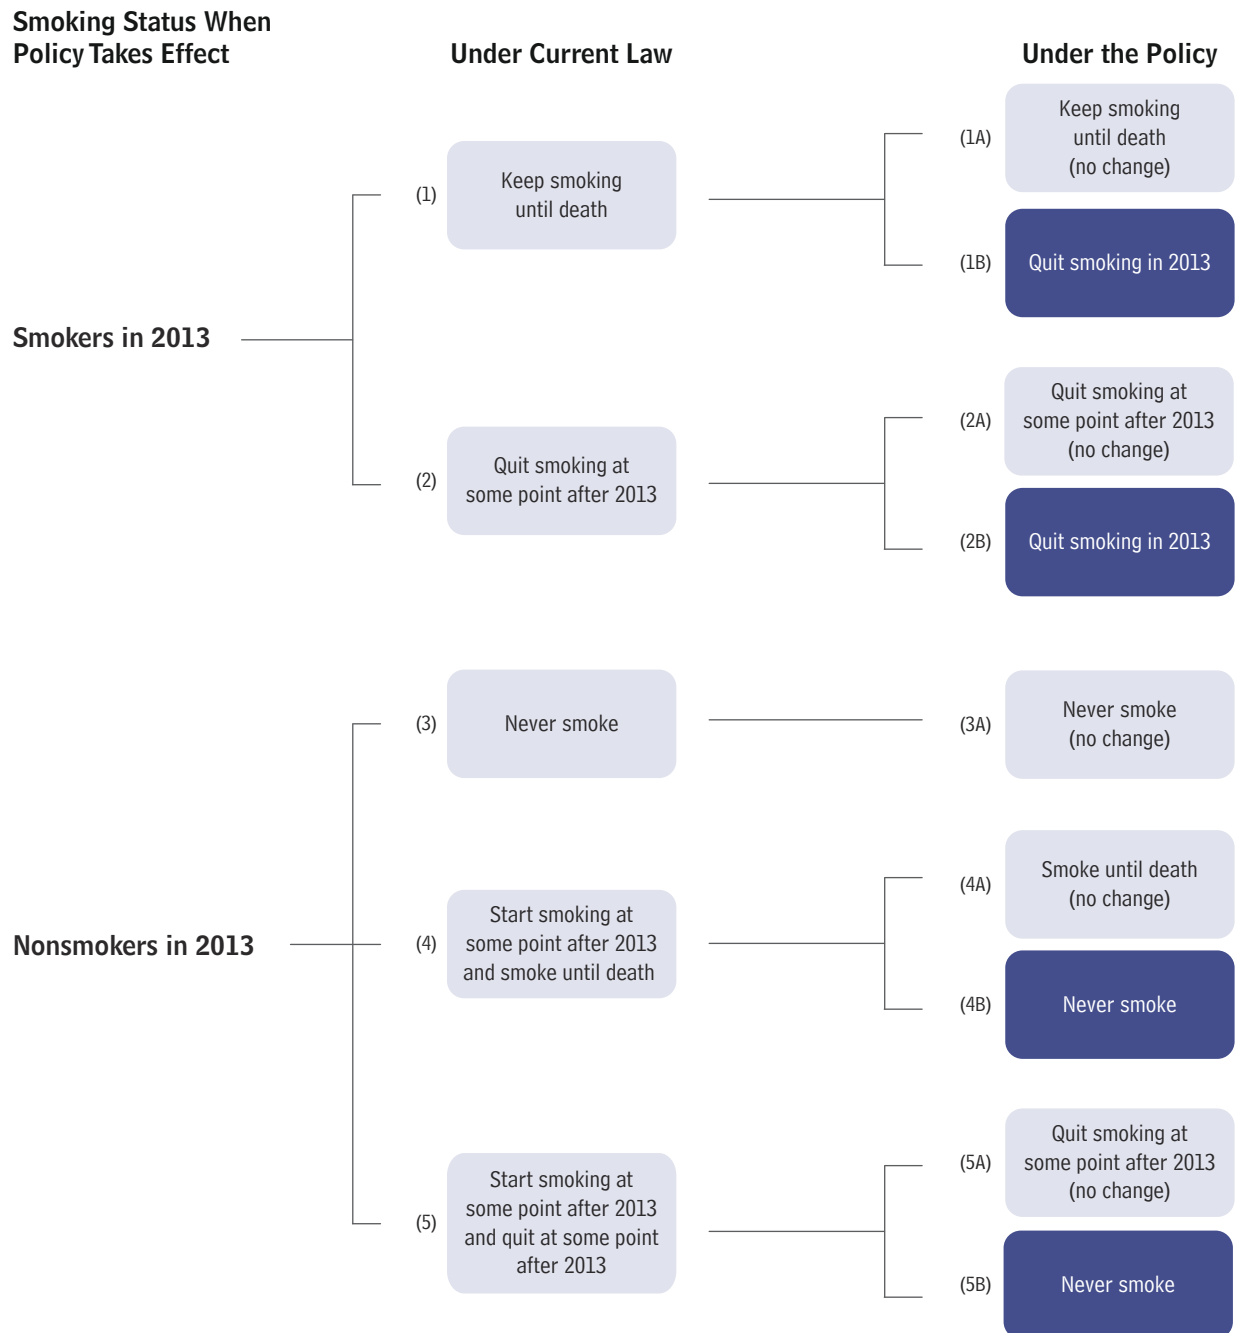 Smoking Status When
Policy Takes Effect
Under Current Law
Under the Policy
Smokers in 2013
(1)
Keep smoking
until death
(1A)
Keep smoking
until death
(no change)
(1B)
Quit smoking in 2013
(2)
Quit smoking at
some point after 2013
(2A)
Quit smoking at
some point after 2013
(no change)
(2B)
Quit smoking in 2013
Nonsmokers in 2013
(3)
Never smoke
(3A)
Never smoke
(no change)
(4)
Start smoking at
some point after 2013
and smoke until death
(4A)
Smoke until death
(no change)
(4B)
Never smoke
(5)
Start smoking at
some point after 2013
and quit at some point
after 2013
(5A)
Quit smoking at
some point after 2013
(no change)
(5B)
Never smoke